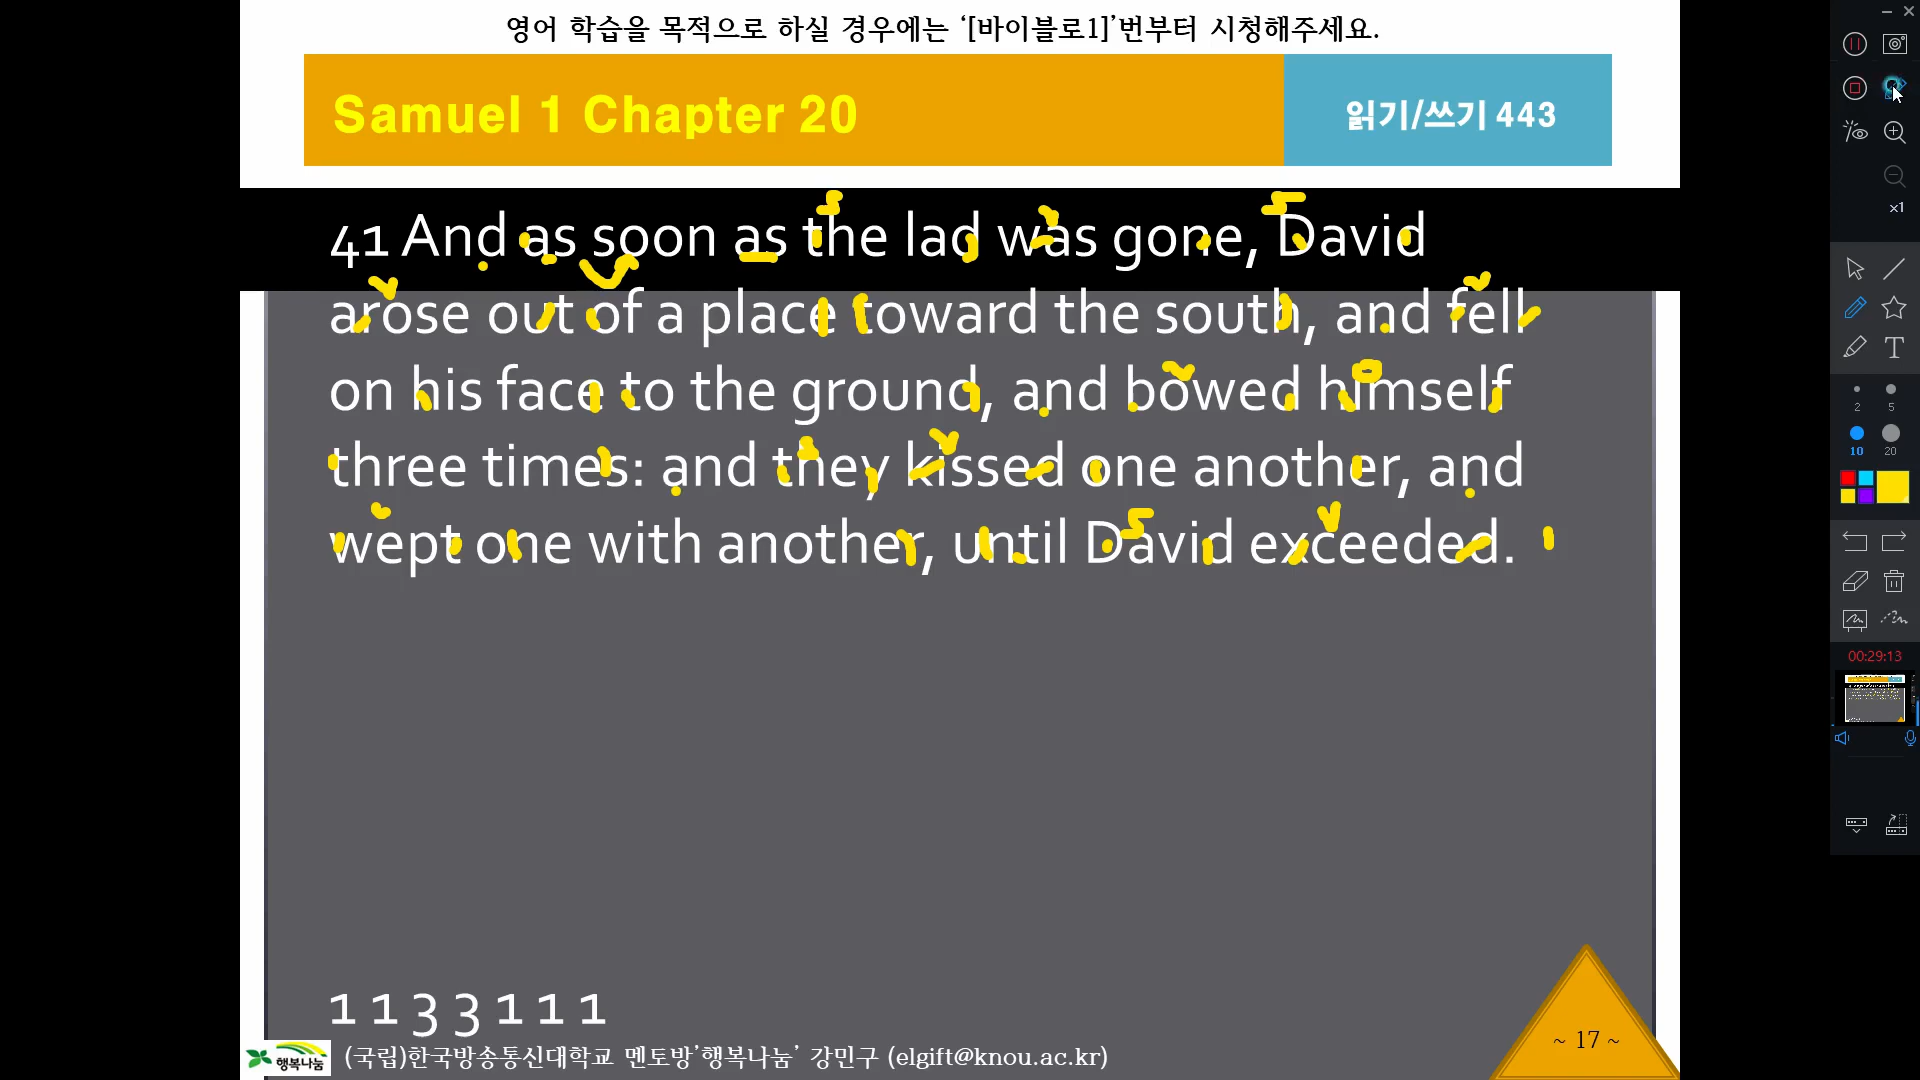 영어 학습을 목적으로 하실 경우에는 '[바이블로1]'번부터 시청해주세요.
Samuel 1 Chapter 20
읽기/쓰기 443
41 And as soon as the lad was gone, David
arose out of a place toward the south, and fell
on his face to the ground, and bowed himself
three times: and they kissed one another, and
wept one with another, until David exceeded.
1 1 3 3 1 1 1
행복나눔
(국립)한국방송통신대학교 멘토방'행복나눔' 강민구 (elgift@knou.ac.kr)
~ 17 ~
x1
T
2 5
10 20
00:29:13